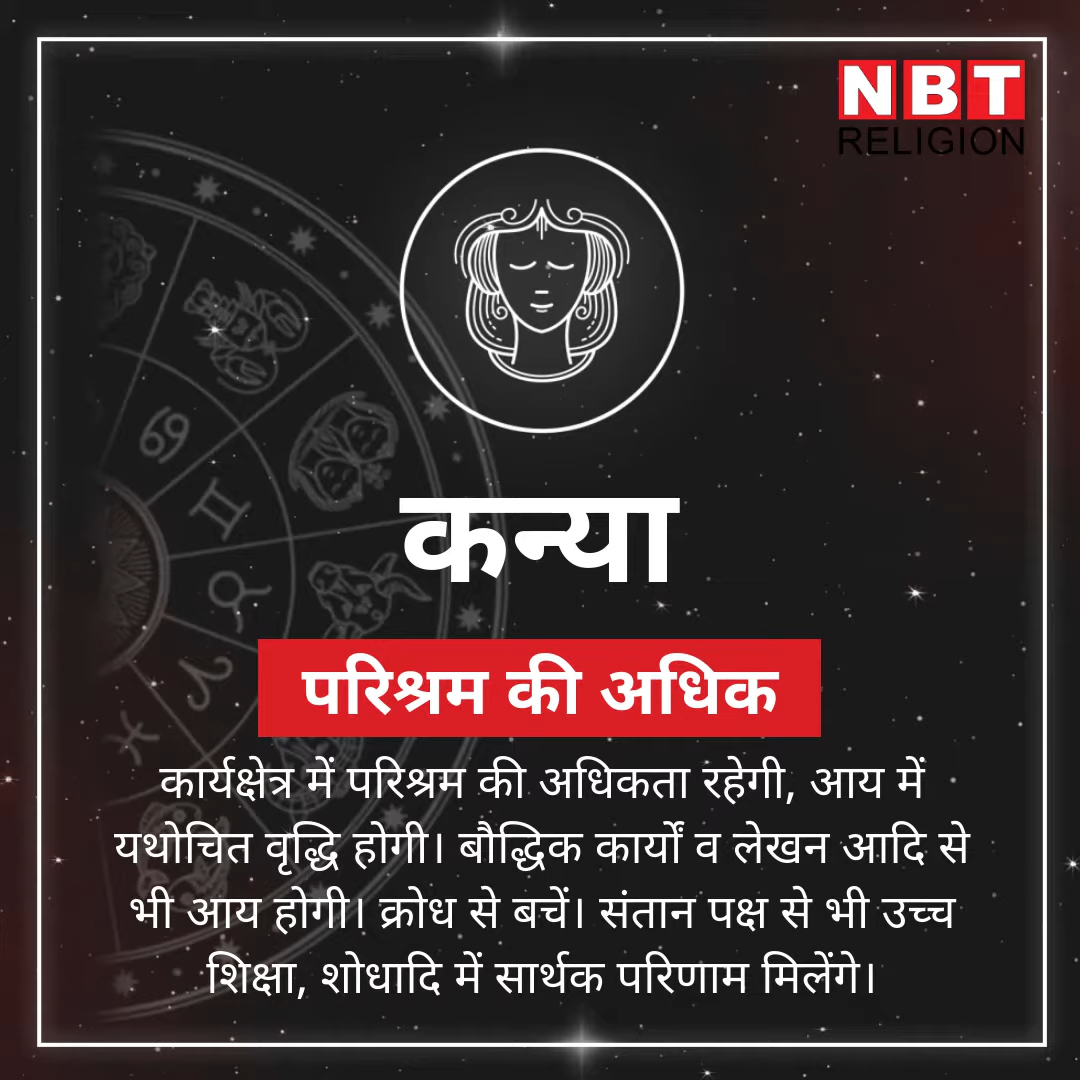 NBT
RELIGION
कन्या
परिश्रम की अधिक
कार्यक्षेत्र में परिश्रम की अधिकता रहेगी, आय में
यथोचित वृद्धि होगी। बौद्धिक कार्यों व लेखन आदि से
भी आय होगी। क्रोध से बचें। संतान पक्ष से भी उच्च
शिक्षा, शोधादि में सार्थक परिणाम मिलेंगे।